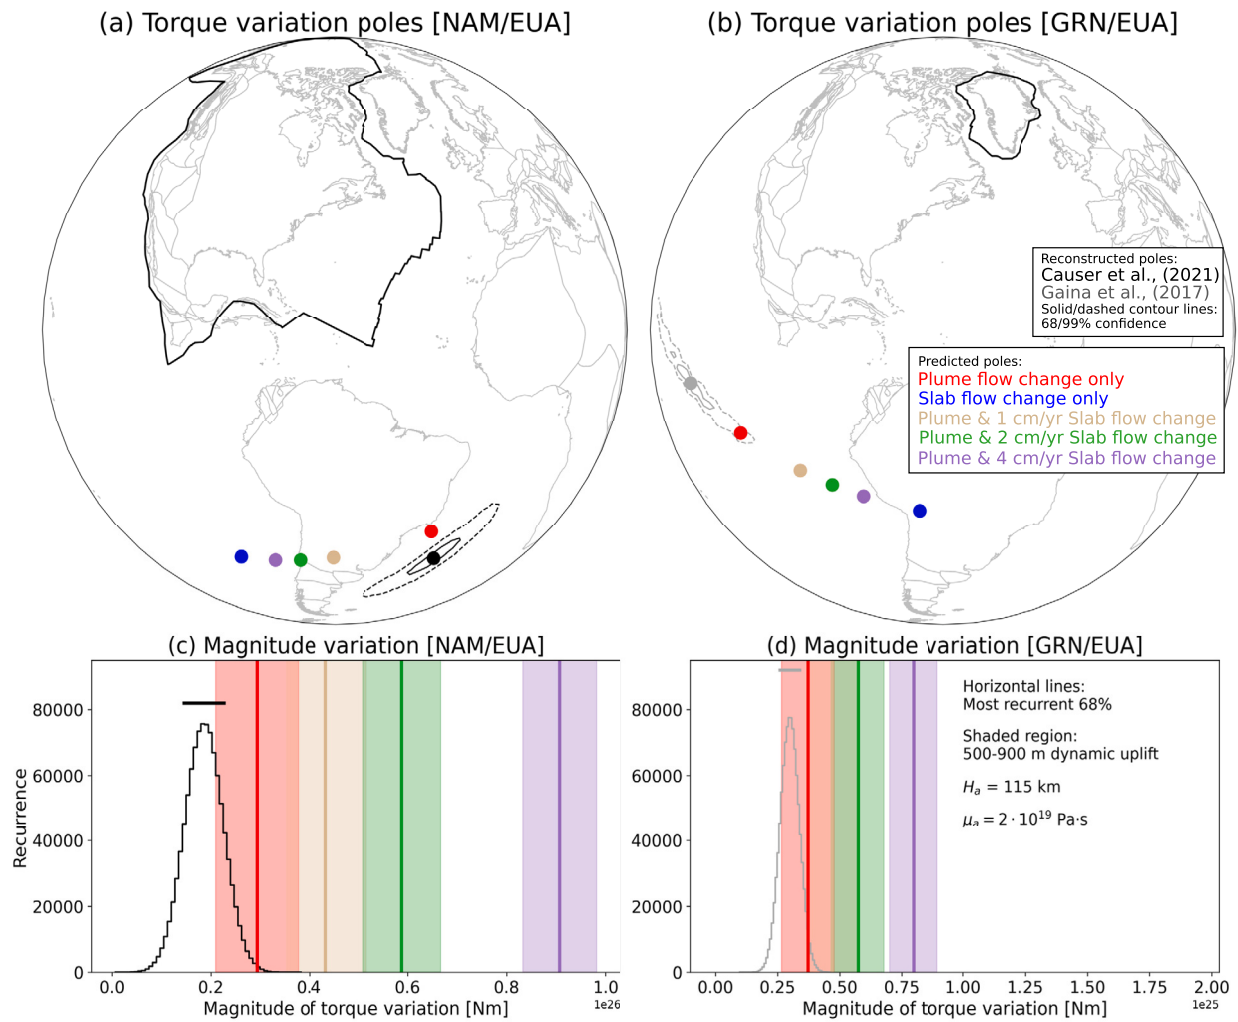 (a) Torque variation poles [NAM/EUA]
(b) Torque variation poles [GRN/EUA]
Reconstructed poles:
Causer et al., (2021)
Gaina et al., (2017)
Solid/dashed contour lines:
68/99% confidence
Predicted poles:
Plume flow change only
Slab flow change only
Plume & 1 cm/yr Slab flow change
Plume & 2 cm/yr Slab flow change
Plume & 4 cm/yr Slab flow change
(c) Magnitude variation [NAM/EUA]
Recurrence
80000
60000
40000
20000
0
0.0 0.2 0.4 0.6 0.8 1.0
1e26
Magnitude of torque variation [Nm]
(d) Magnitude variation [GRN/EUA]
Horizontal lines:
Most recurrent 68%
Shaded region:
500-900 m dynamic uplift
Hₐ = 115 km
μₐ = 2 · 10¹⁹ Pa·s
80000
60000
40000
20000
0
0.00 0.25 0.50 0.75 1.00 1.25 1.50 1.75 2.00
1e25
Magnitude of torque variation [Nm]